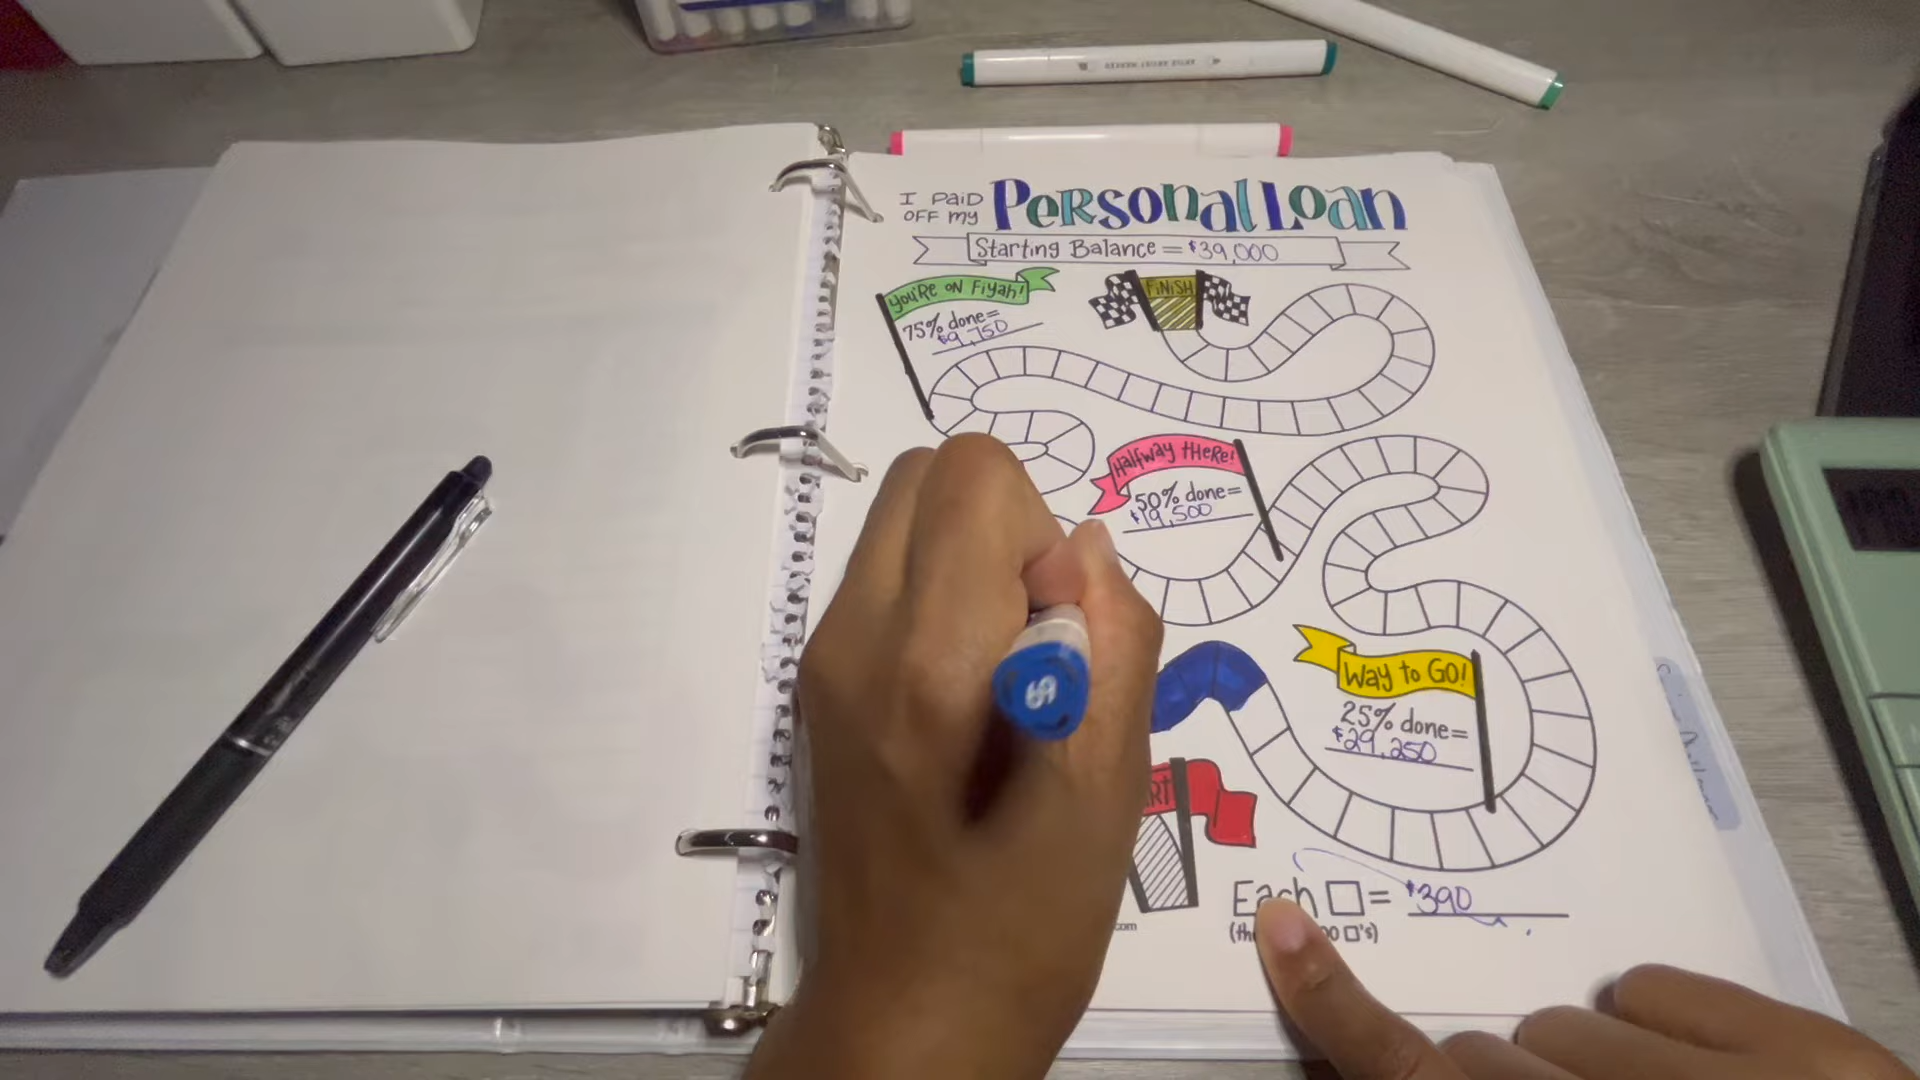 I PAID
OFF my
Personal Loan
Starting Balance = $39,000
You're on Fiyah!
75% done=
$9,750
FINISH
Halfway there!
50% done=
$19,500
Way to Go!
25% done=
$29,250
Each □ = $390
□'s)
.com